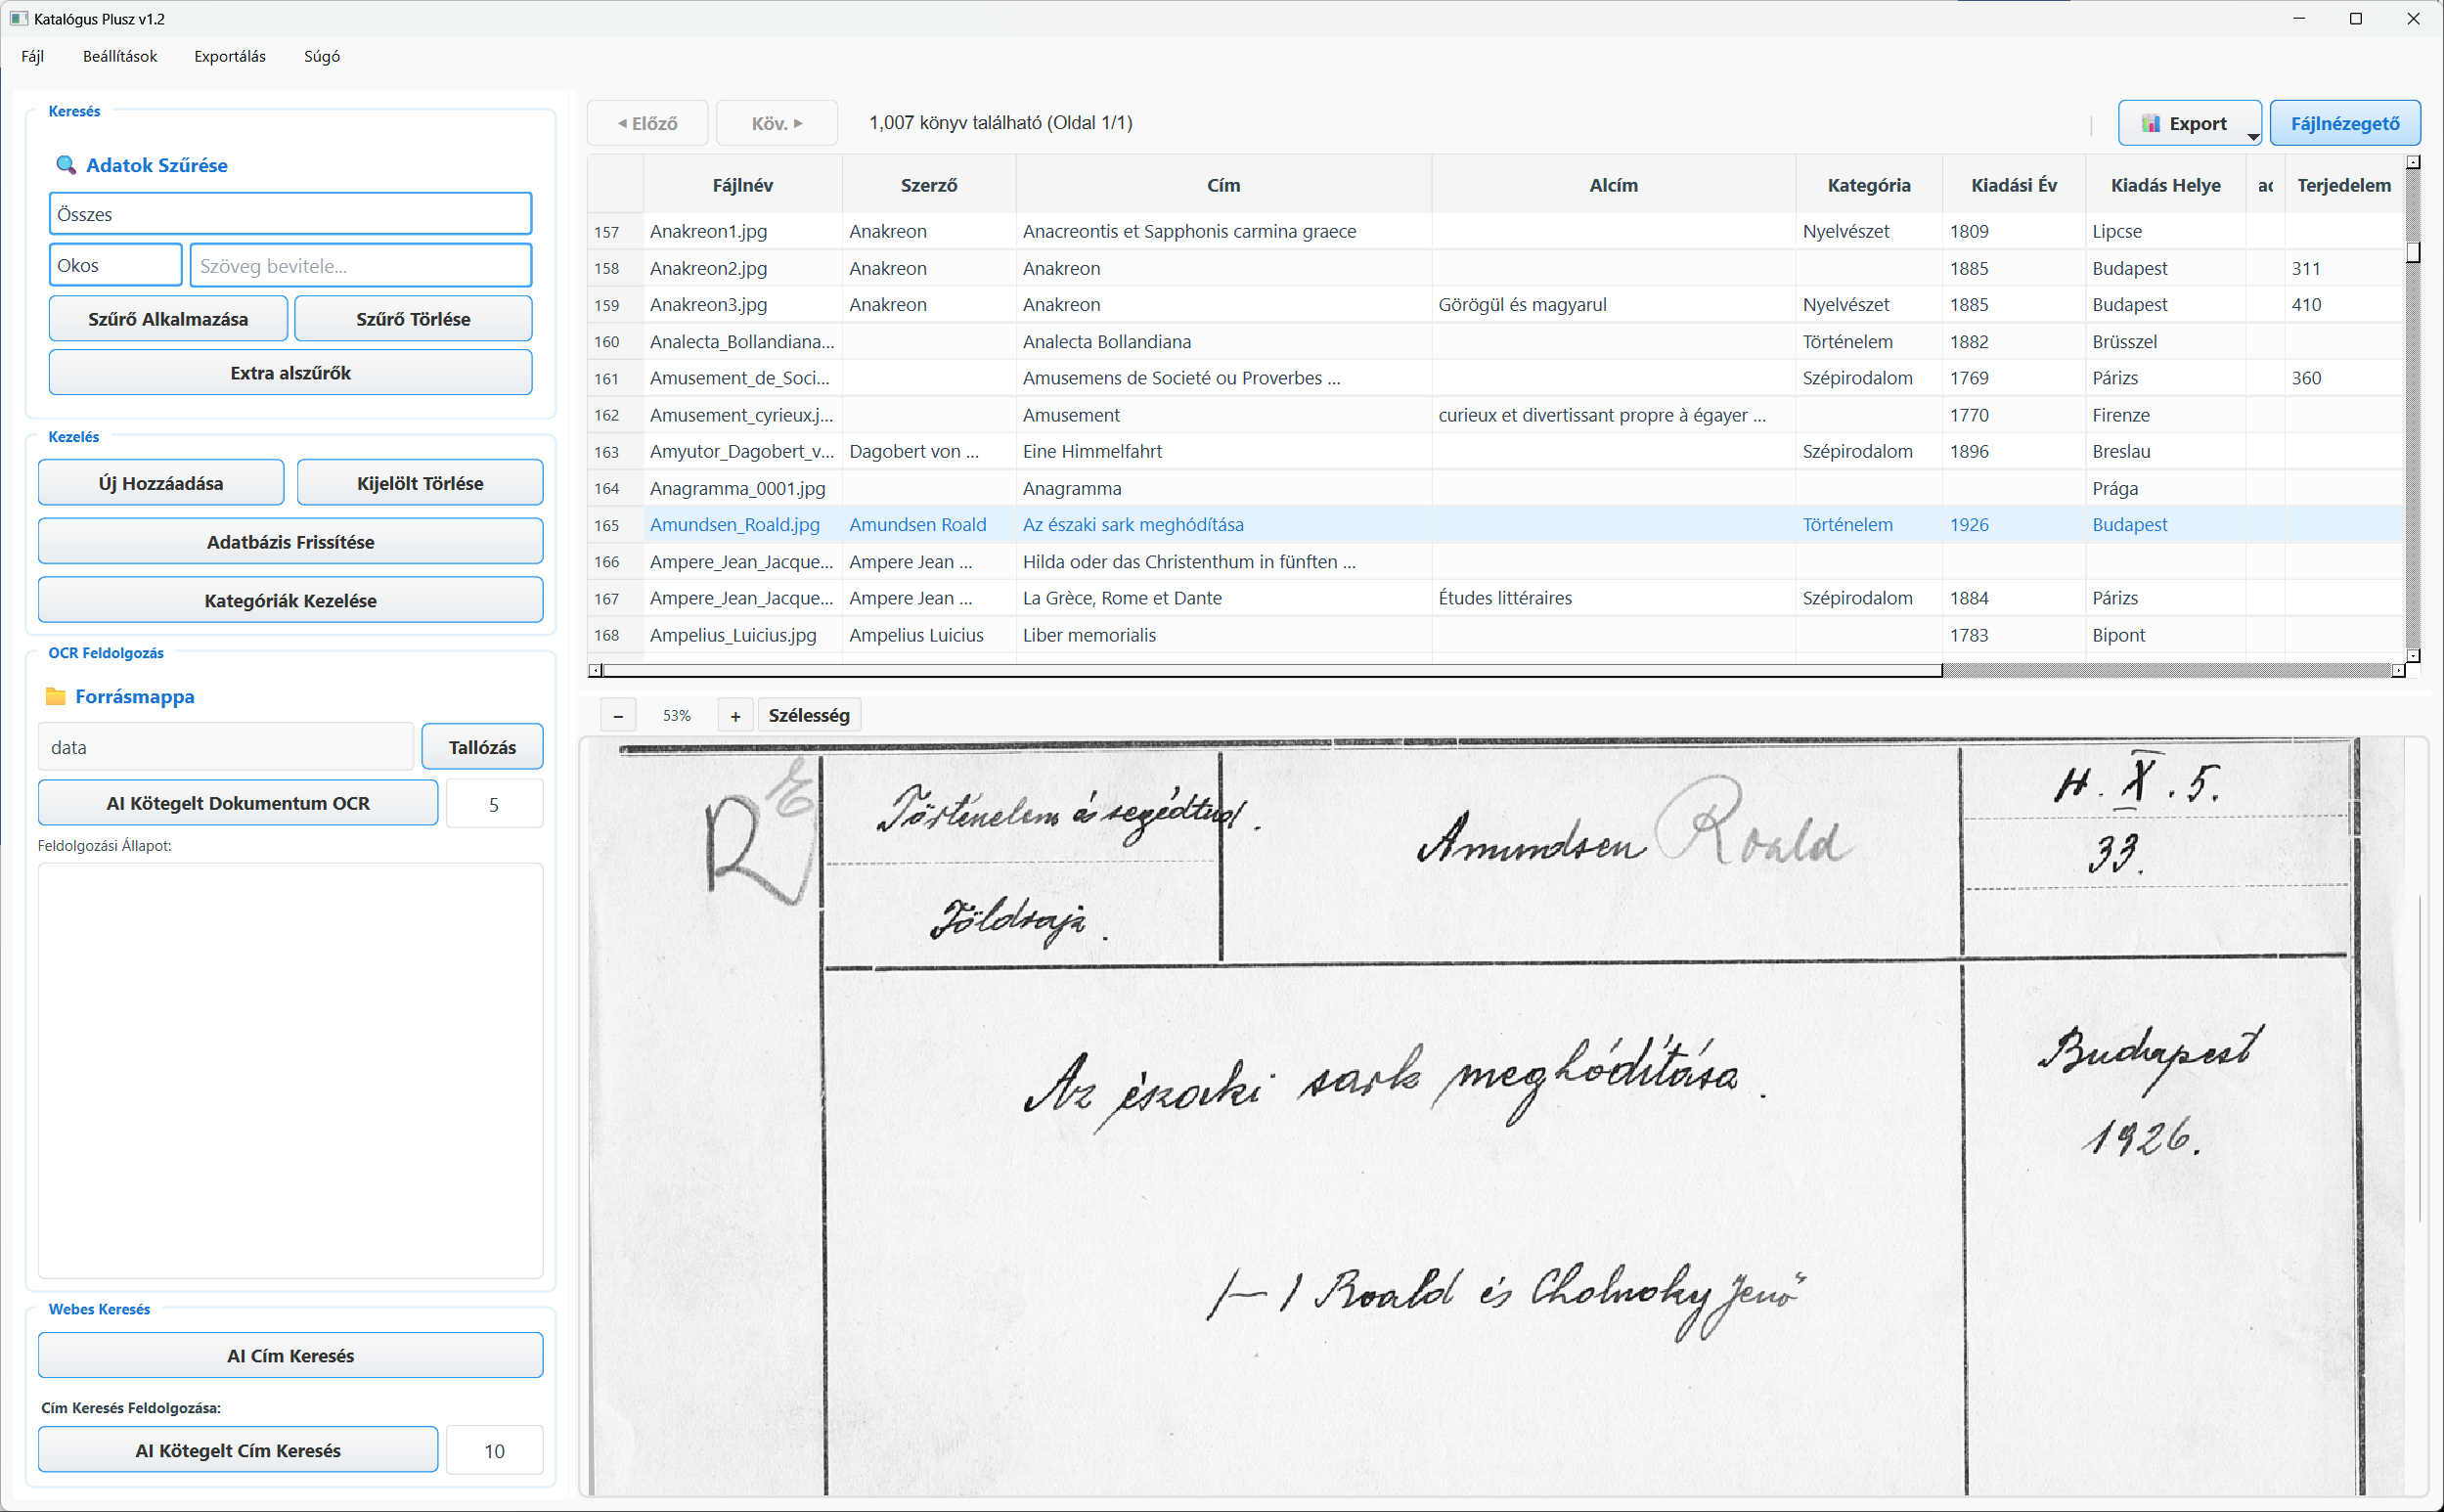 Katalógus Plusz v1.2
Fájl Beállítások Exportálás Súgó
Keresés
Adatok Szűrése
Összes
Okos Szöveg bevitele...
Szűrő Alkalmazása Szűrő Törlése
Extra alszűrők
Kezelés
Új Hozzáadása Kijelölt Törlése
Adatbázis Frissítése
Kategóriák Kezelése
OCR Feldolgozás
Forrásmappa
data Tallózás
AI Kötegelt Dokumentum OCR 5
Feldolgozási Állapot:
Webes Keresés
AI Cím Keresés
Cím Keresés Feldolgozása:
AI Kötegelt Cím Keresés 10
Előző Köv. 1,007 könyv található (Oldal 1/1) Export Fájlnézegető
Fájlnév Szerző Cím Alcím Kategória Kiadási Év Kiadás Helye Terjedelem
157 Anakreon1.jpg Anakreon Anacreontis et Sapphonis carmina graece Nyelvészet 1809 Lipcse
158 Anakreon2.jpg Anakreon Anakreon 1885 Budapest 311
159 Anakreon3.jpg Anakreon Anakreon Görögül és magyarul Nyelvészet 1885 Budapest 410
160 Analecta_Bollandiana... Analecta Bollandiana Történelem 1882 Brüsszel
161 Amusement_de_Soci... Amusemens de Societé ou Proverbes ... Szépirodalom 1769 Párizs 360
162 Amusement_cyrieux.j... Amusement curieux et divertissant propre à égayer ... 1770 Firenze
163 Amyutor_Dagobert_v... Dagobert von ... Eine Himmelfahrt Szépirodalom 1896 Breslau
164 Anagramma_0001.jpg Anagramma Prága
165 Amundsen_Roald.jpg Amundsen Roald Az északi sark meghódítása Történelem 1926 Budapest
166 Ampere_Jean_Jacque... Ampere Jean ... Hilda oder das Christenthum in fünften ...
167 Ampere_Jean_Jacque... Ampere Jean ... La Grèce, Rome et Dante Études littéraires Szépirodalom 1884 Párizs
168 Ampelius_Luicius.jpg Ampelius Luicius Liber memorialis 1783 Bipont
− 53% + Szélesség
R E
Történelem és segédtud.
Földrajz.
Amundsen Roald
H. X. 5.
33.
Az északi sark meghódítása.
Budapest
1926.
/— / Roald és Cholnoky Jenő